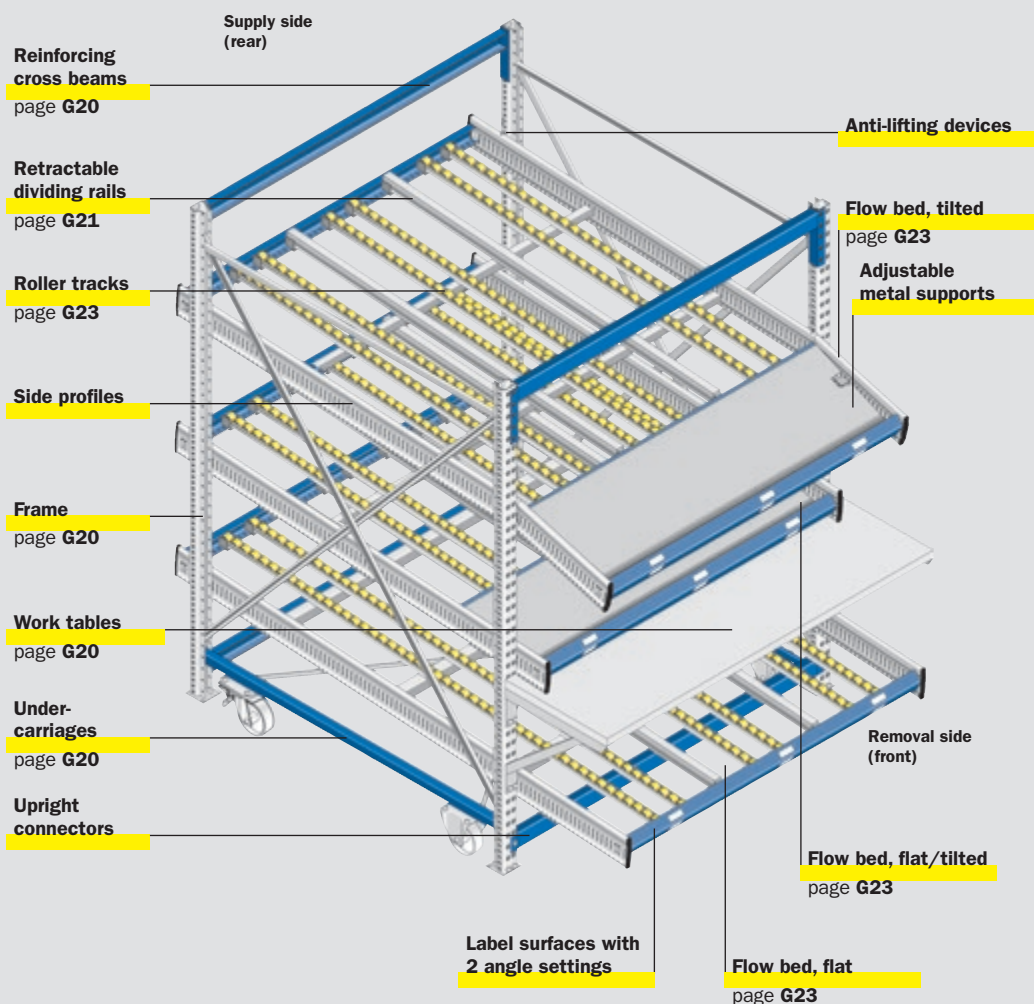 Supply side
(rear)
Reinforcing
cross beams
page G20
Anti-lifting devices
Retractable
dividing rails
page G21
Flow bed, tilted
page G23
Adjustable
metal supports
Roller tracks
page G23
Side profiles
Frame
page G20
Work tables
page G20
Under-
carriages
page G20
Removal side
(front)
Upright
connectors
Flow bed, flat/tilted
page G23
Label surfaces with
2 angle settings
Flow bed, flat
page G23